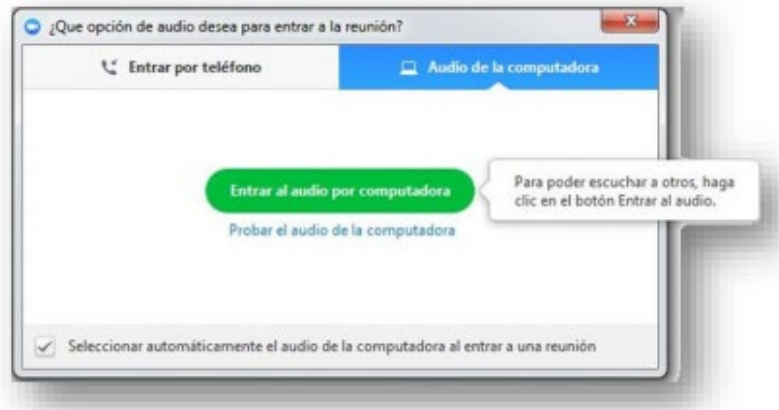 ¿Que opción de audio desea para entrar a la reunión?
Entrar por teléfono
Audio de la computadora
Entrar al audio por computadora
Para poder escuchar a otros, haga
clic en el botón Entrar al audio.
Probar el audio de la computadora
Seleccionar automáticamente el audio de la computadora al entrar a una reunión